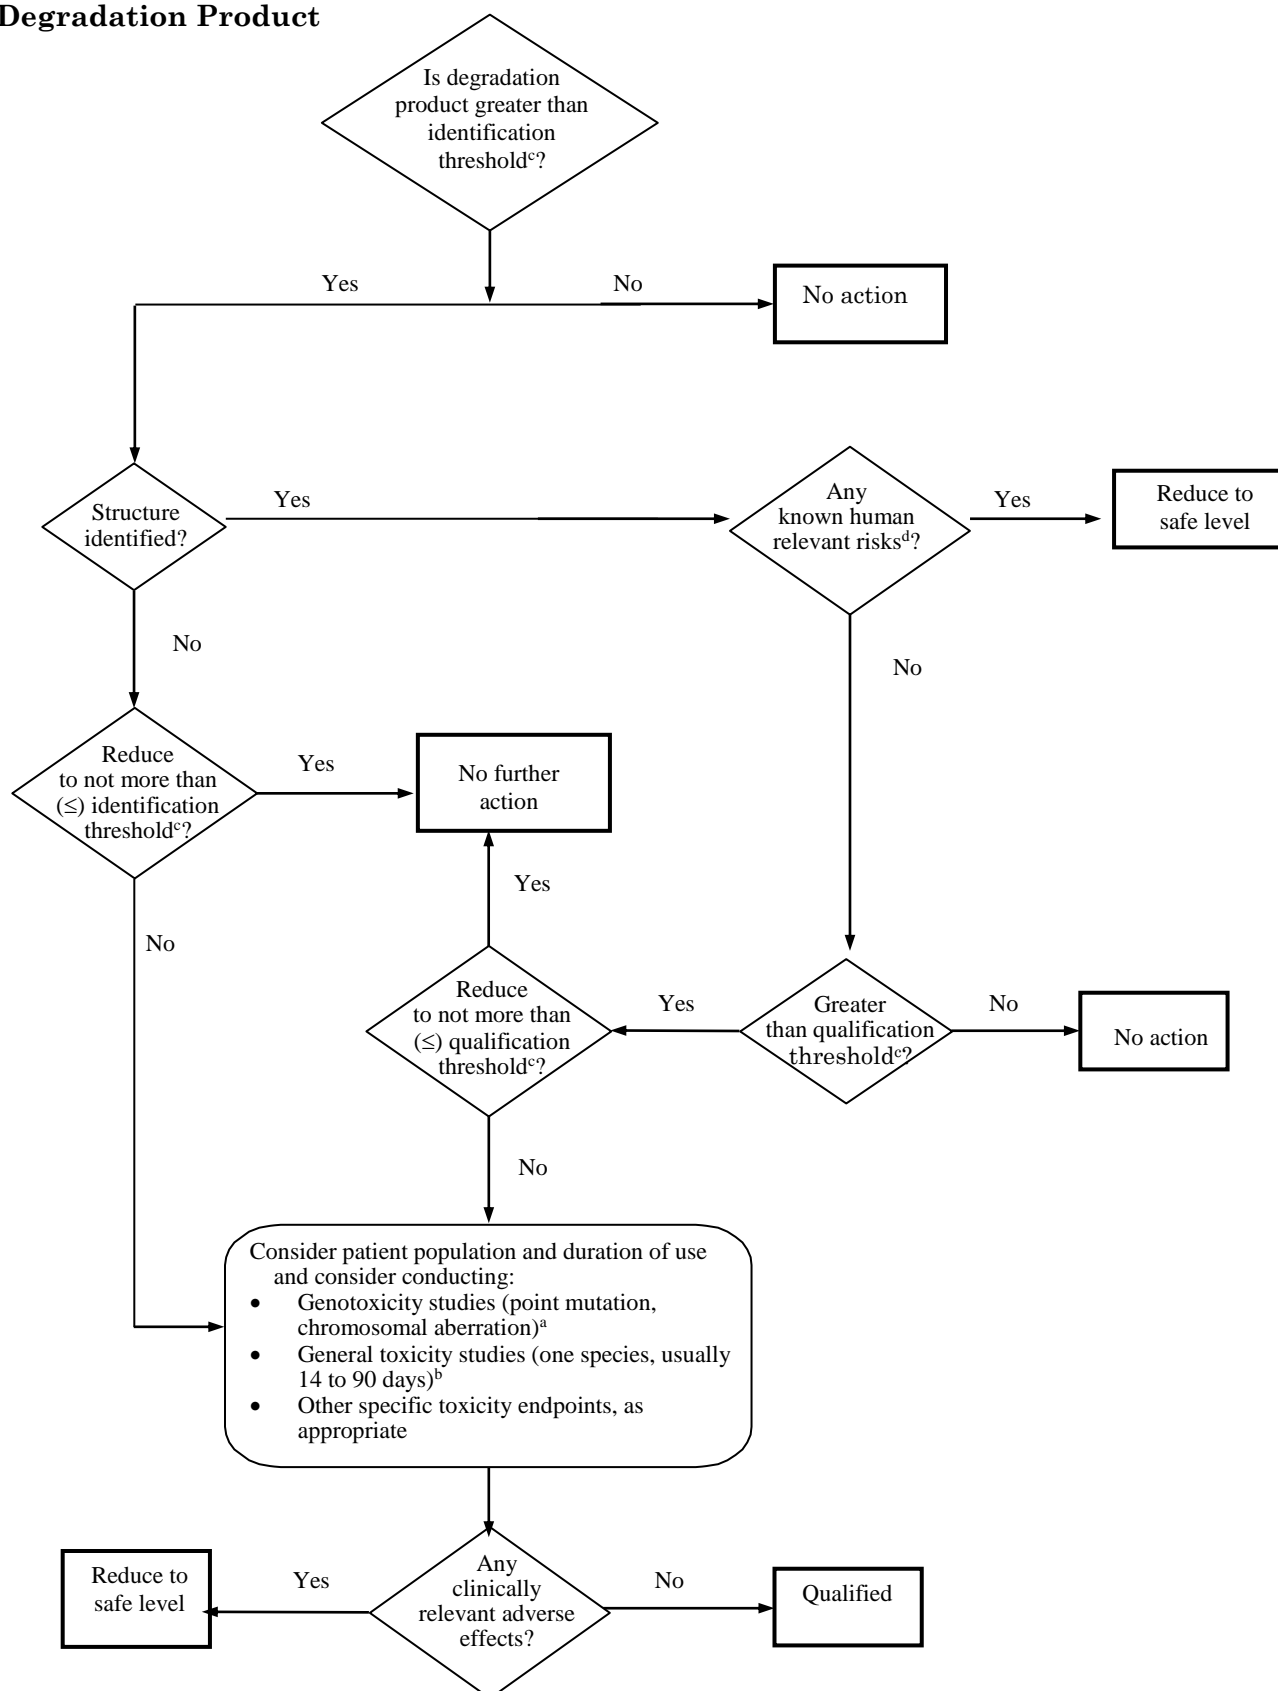 Degradation Product
Is degradation
product greater than
identification
thresholdᶜ?
Yes
No
No action
Structure
identified?
Yes
Any
known human
relevant risksᵈ?
Yes
Reduce to
safe level
No
No
Reduce
to not more than
(≤) identification
thresholdᶜ?
Yes
No further
action
Yes
No
Reduce
to not more than
(≤) qualification
thresholdᶜ?
Yes
Greater
than qualification
thresholdᶜ?
No
No action
No
Consider patient population and duration of use
and consider conducting:
• Genotoxicity studies (point mutation,
chromosomal aberration)ᵃ
• General toxicity studies (one species, usually
14 to 90 days)ᵇ
• Other specific toxicity endpoints, as
appropriate
Reduce to
safe level
Yes
Any
clinically
relevant adverse
effects?
No
Qualified